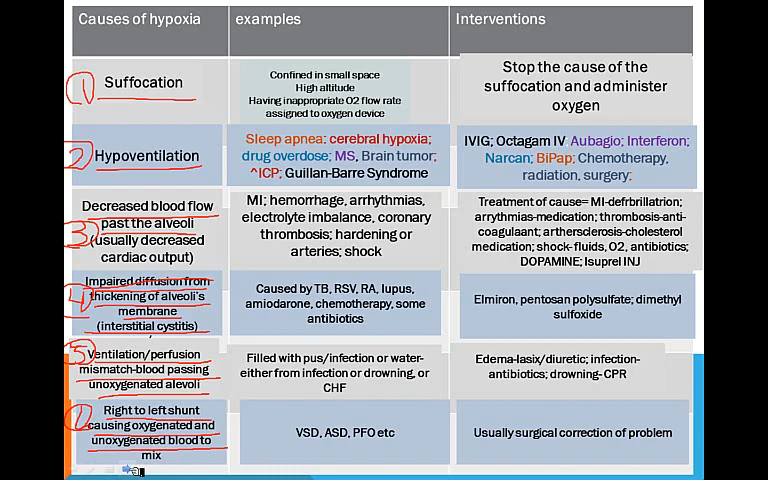 Causes of hypoxia
examples
Interventions
1
Suffocation
Confined in small space
High altitude
Having inappropriate O2 flow rate
assigned to oxygen device
Stop the cause of the
suffocation and administer
oxygen
2
Hypoventilation
Sleep apnea: cerebral hypoxia;
drug overdose; MS, Brain tumor;
^ICP; Guillan-Barre Syndrome
IVIG; Octagam IV Aubagio; Interferon;
Narcan; BiPap; Chemotherapy,
radiation, surgery;
3
Decreased blood flow
past the alveoli
(usually decreased
cardiac output)
MI; hemorrhage, arrhythmias,
electrolyte imbalance, coronary
thrombosis; hardening or
arteries; shock
Treatment of cause= MI-defrbrillatrion;
arrythmias-medication; thrombosis-anti-
coagulaant; arthersclerosis-cholesterol
medication; shock- fluids, O2, antibiotics;
DOPAMINE; Isuprel INJ
4
Impaired diffusion from
thickening of alveoli's
membrane
(interstitial cystitis)
Caused by TB, RSV, RA, lupus,
amiodarone, chemotherapy, some
antibiotics
Elmiron, pentosan polysulfate; dimethyl
sulfoxide
5
Ventilation/perfusion
mismatch-blood passing
unoxygenated alevoli
Filled with pus/infection or water-
either from infection or drowning, or
CHF
Edema-lasix/diuretic; infection-
antibiotics; drowning- CPR
Right to left shunt
causing oxygenated and
unoxygenated blood to
mix
VSD, ASD, PFO etc
Usually surgical correction of problem